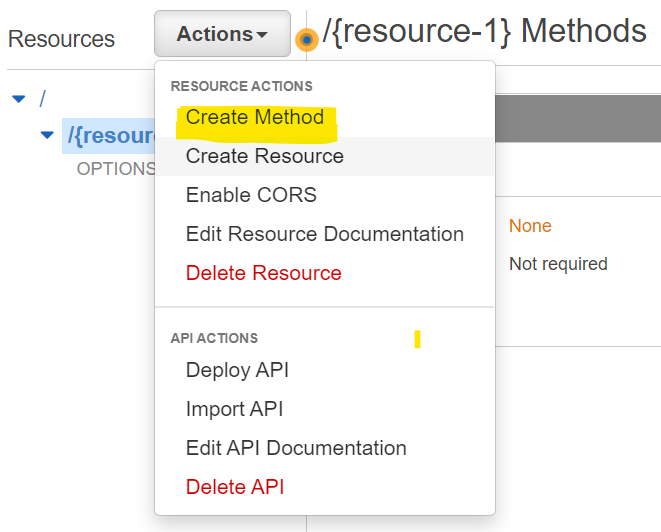 Resources
Actions
/{resource-1} Methods
/
/{resour
OPTIONS
RESOURCE ACTIONS
Create Method
Create Resource
Enable CORS
Edit Resource Documentation
Delete Resource
None
Not required
API ACTIONS
Deploy API
Import API
Edit API Documentation
Delete API